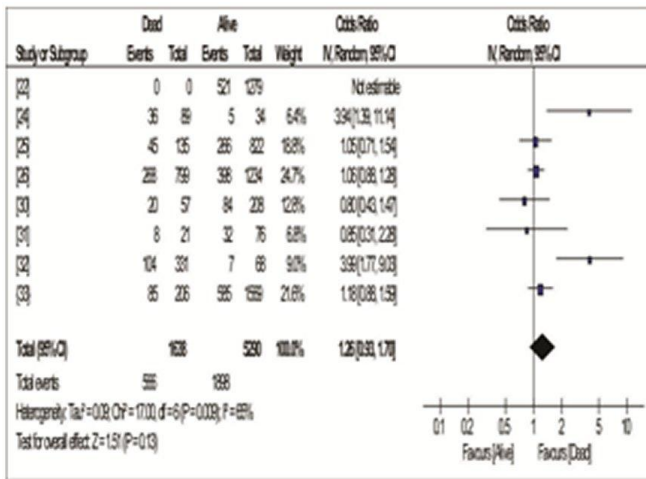 Dead Alive Odds Ratio Odds Ratio
Study or Subgroup Events Total Events Total Weight IV, Random, 95% CI IV, Random, 95% CI
[22] 0 0 521 1279 Not estimable
[24] 36 89 5 34 6.4% 3.94 [1.39, 11.14]
[25] 45 135 266 822 18.8% 1.05 [0.71, 1.54]
[26] 268 799 398 1234 24.7% 1.06 [0.88, 1.28]
[30] 20 57 84 208 12.8% 0.80 [0.43, 1.47]
[31] 8 21 32 76 6.8% 0.85 [0.31, 2.28]
[32] 104 331 7 68 9.0% 3.99 [1.77, 9.03]
[33] 85 206 585 1569 21.6% 1.18 [0.88, 1.59]
Total (95% CI) 1638 5290 100.0% 1.26 [0.93, 1.70]
Total events 566 1898
Heterogeneity: Tau² = 0.09; Chi² = 17.00, df = 6 (P = 0.009); I² = 65%
Test for overall effect: Z = 1.51 (P = 0.13)
0.1 0.2 0.5 1 2 5 10
Favours [Alive] Favours [Dead]